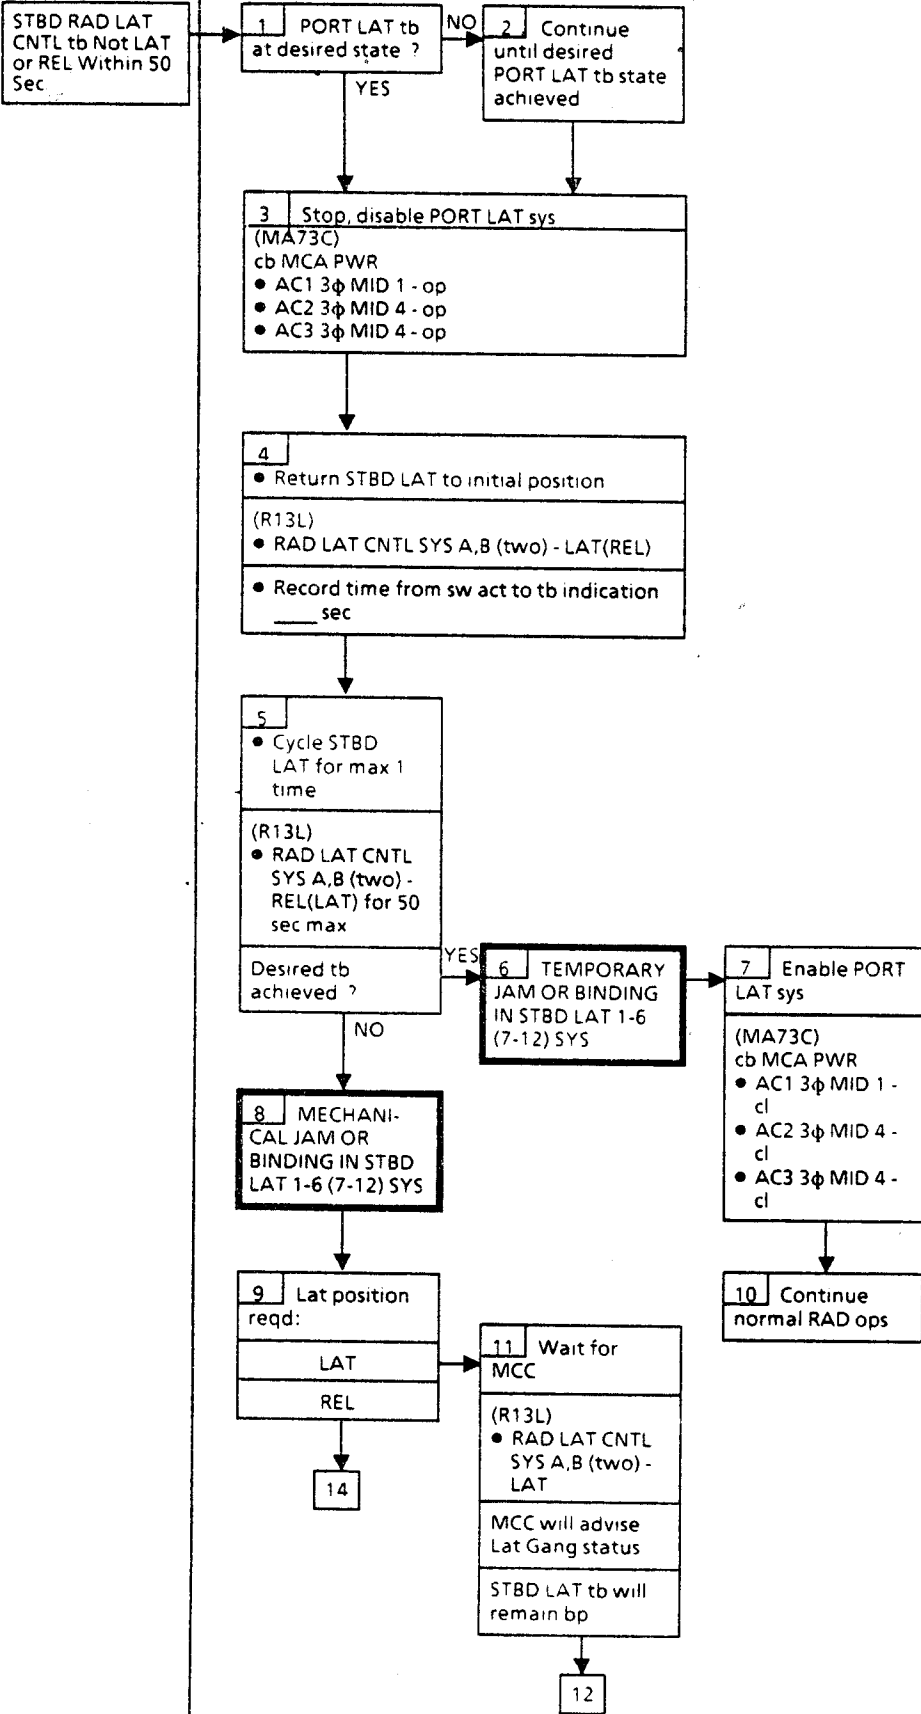 STBD RAD LAT
CNTL tb Not LAT
or REL Within 50
Sec
1 PORT LAT tb
at desired state ?
NO
YES
2 Continue
until desired
PORT LAT tb state
achieved
3 Stop, disable PORT LAT sys
(MA73C)
cb MCA PWR
● AC1 3ϕ MID 1 - op
● AC2 3ϕ MID 4 - op
● AC3 3ϕ MID 4 - op
4
● Return STBD LAT to initial position
(R13L)
● RAD LAT CNTL SYS A,B (two) - LAT(REL)
● Record time from sw act to tb indication
____ sec
5
● Cycle STBD
LAT for max 1
time
(R13L)
● RAD LAT CNTL
SYS A,B (two) -
REL(LAT) for 50
sec max
Desired tb
achieved ?
YES
NO
6 TEMPORARY
JAM OR BINDING
IN STBD LAT 1-6
(7-12) SYS
7 Enable PORT
LAT sys
(MA73C)
cb MCA PWR
● AC1 3ϕ MID 1 -
cl
● AC2 3ϕ MID 4 -
cl
● AC3 3ϕ MID 4 -
cl
8 MECHANI-
CAL JAM OR
BINDING IN STBD
LAT 1-6 (7-12) SYS
9 Lat position
reqd:
LAT
REL
14
10 Continue
normal RAD ops
11 Wait for
MCC
(R13L)
● RAD LAT CNTL
SYS A,B (two) -
LAT
MCC will advise
Lat Gang status
STBD LAT tb will
remain bp
12